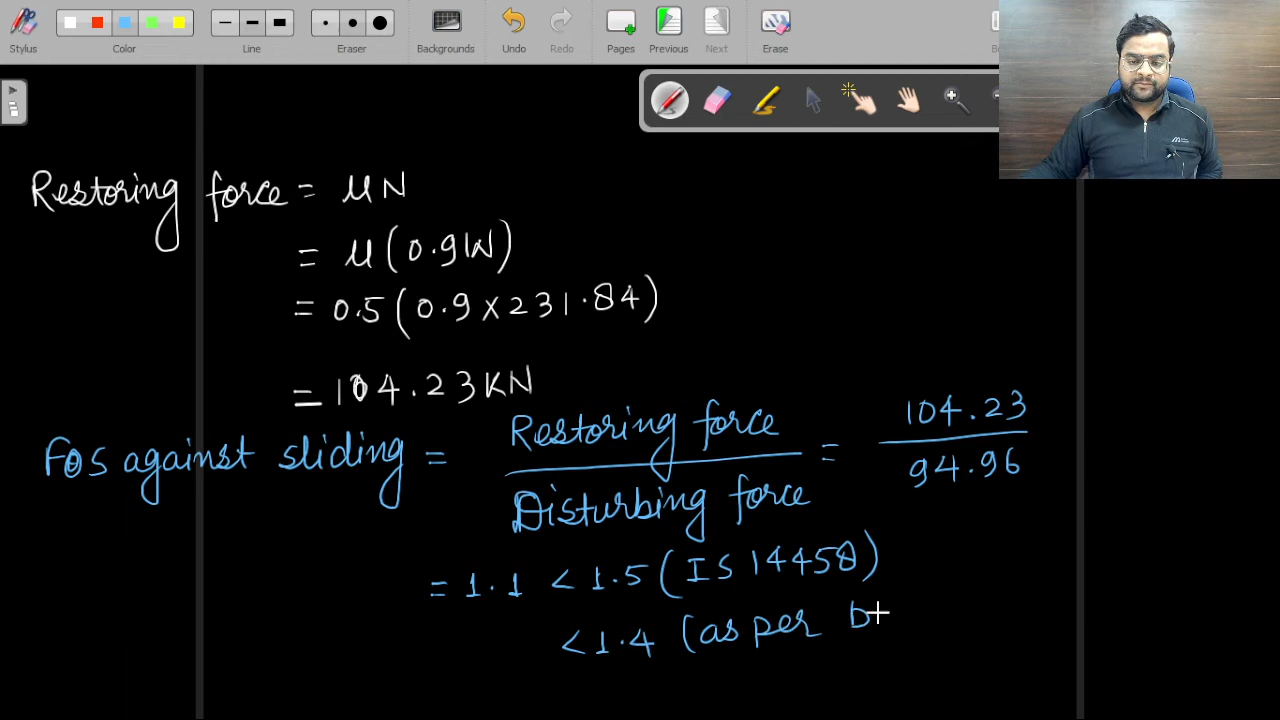 Stylus Color Line Eraser Backgrounds Undo Redo Pages Previous Next Erase
Restoring force = μN
= μ(0.9W)
= 0.5(0.9×231.84)
= 104.23KN
FOS against sliding = Restoring force / Disturbing force = 104.23 / 94.96
= 1.1 < 1.5 (IS 14458)
< 1.4 (as per